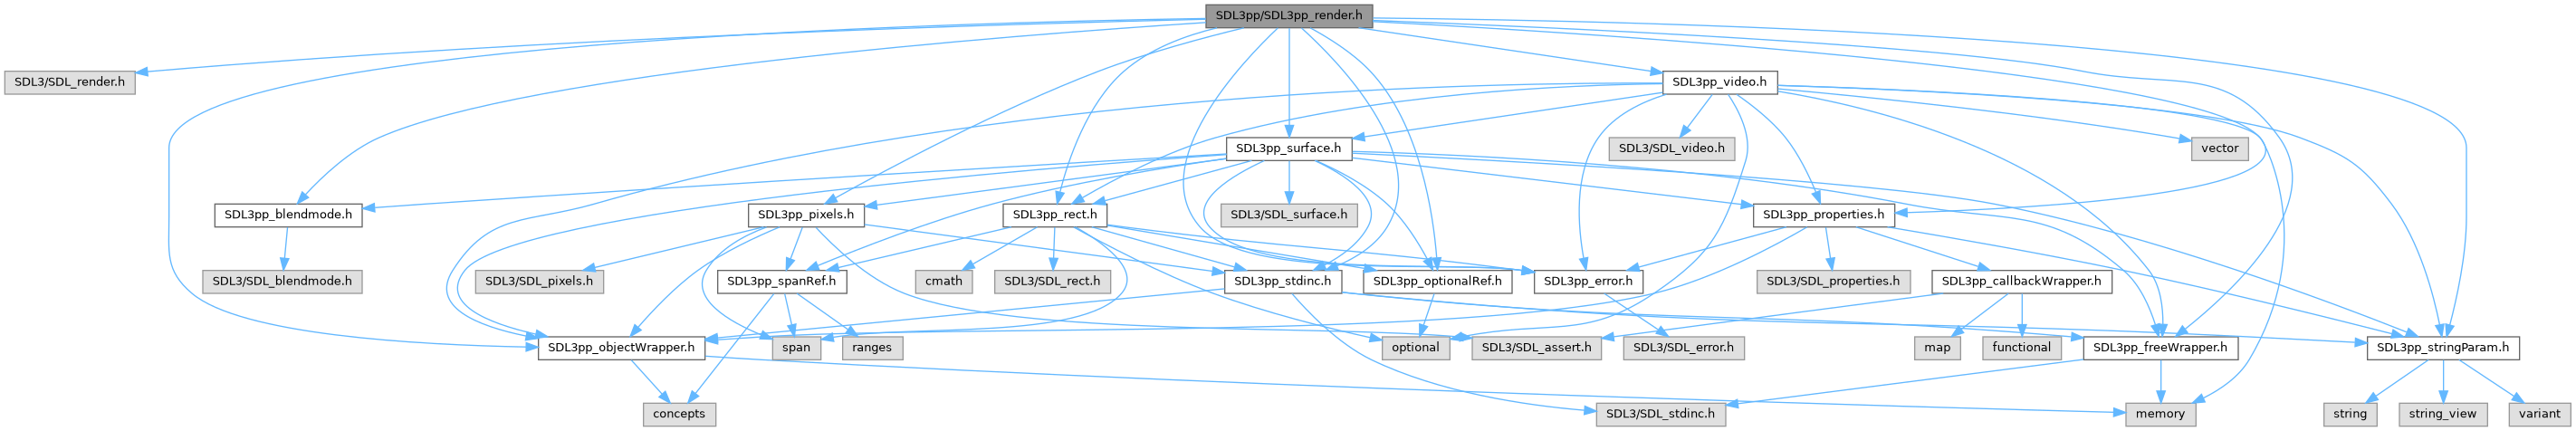 SDL3pp/SDL3pp_render.h
SDL3/SDL_render.h
SDL3pp_video.h
SDL3pp_surface.h
SDL3/SDL_video.h
vector
SDL3pp_blendmode.h
SDL3pp_pixels.h
SDL3pp_rect.h
SDL3/SDL_surface.h
SDL3pp_properties.h
SDL3/SDL_blendmode.h
SDL3/SDL_pixels.h
SDL3pp_spanRef.h
cmath
SDL3/SDL_rect.h
SDL3pp_stdinc.h
SDL3pp_optionalRef.h
SDL3pp_error.h
SDL3/SDL_properties.h
SDL3pp_callbackWrapper.h
SDL3pp_objectWrapper.h
span
ranges
optional
SDL3/SDL_assert.h
SDL3/SDL_error.h
map
functional
SDL3pp_freeWrapper.h
SDL3pp_stringParam.h
concepts
SDL3/SDL_stdinc.h
memory
string
string_view
variant